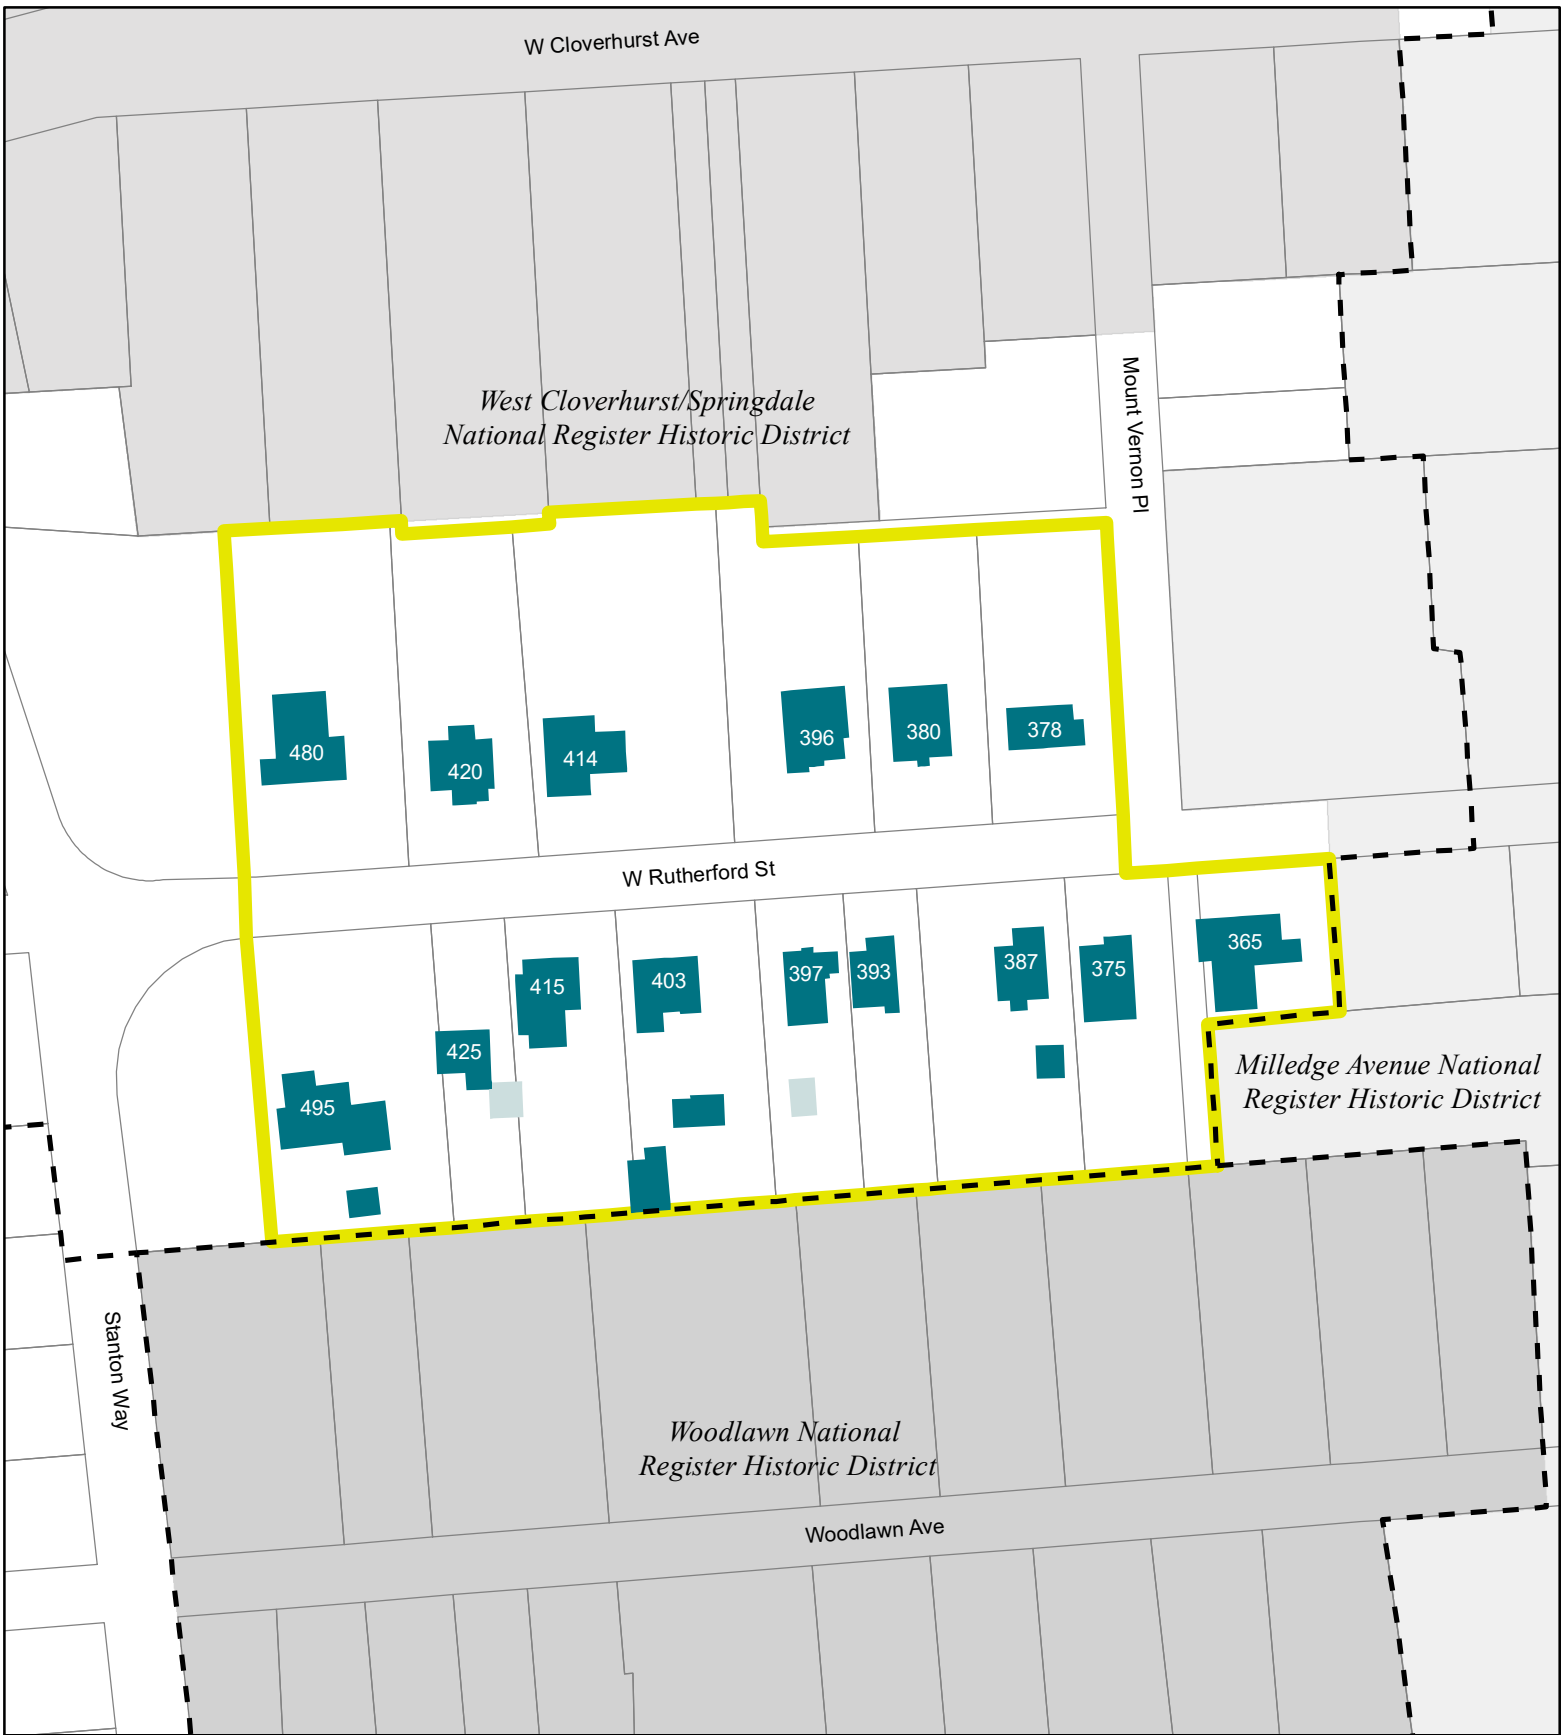 W Cloverhurst Ave
West Cloverhurst/Springdale
National Register Historic District
Mount Vernon Pl
480
420
414
396
380
378
W Rutherford St
495
425
415
403
397
393
387
375
365
Milledge Avenue National
Register Historic District
Stanton Way
Woodlawn National
Register Historic District
Woodlawn Ave